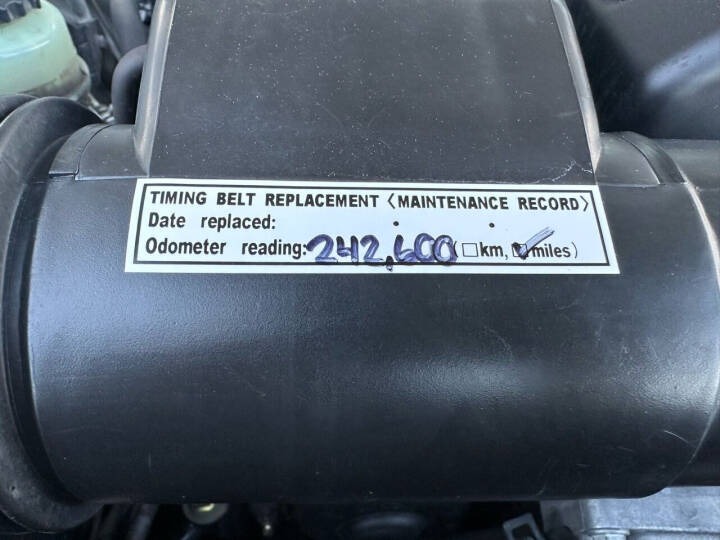 TIMING BELT REPLACEMENT <MAINTENANCE RECORD>
Date replaced: . .
Odometer reading: 242,600 (□km, ☑miles)